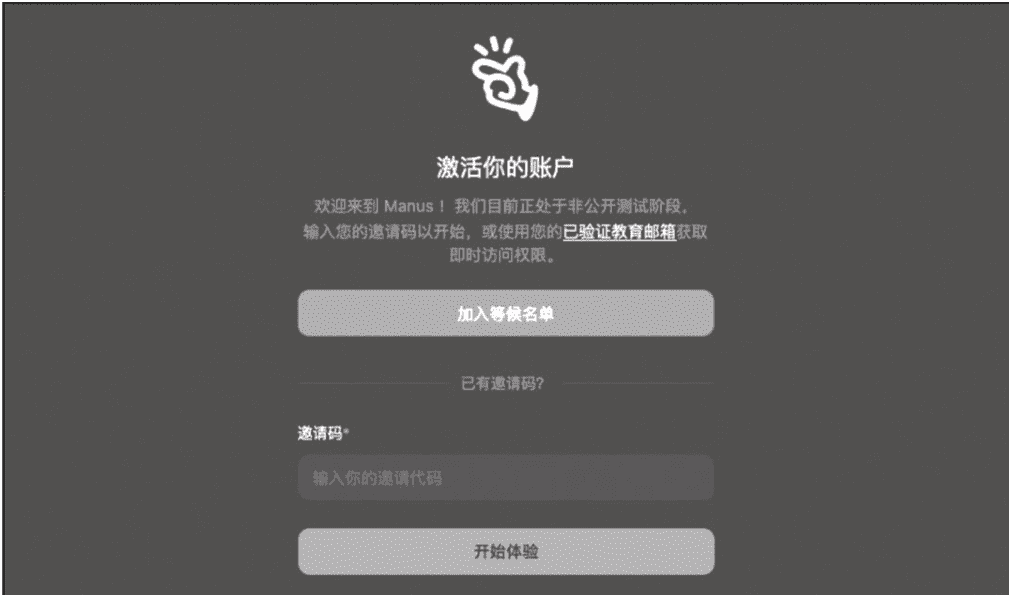 激活你的账户
欢迎来到 Manus！我们目前正处于非公开测试阶段，
输入您的邀请码以开始，或使用您的已验证教育邮箱获取
即时访问权限。
加入等候名单
已有邀请码?
邀请码*
输入你的邀请代码
开始体验